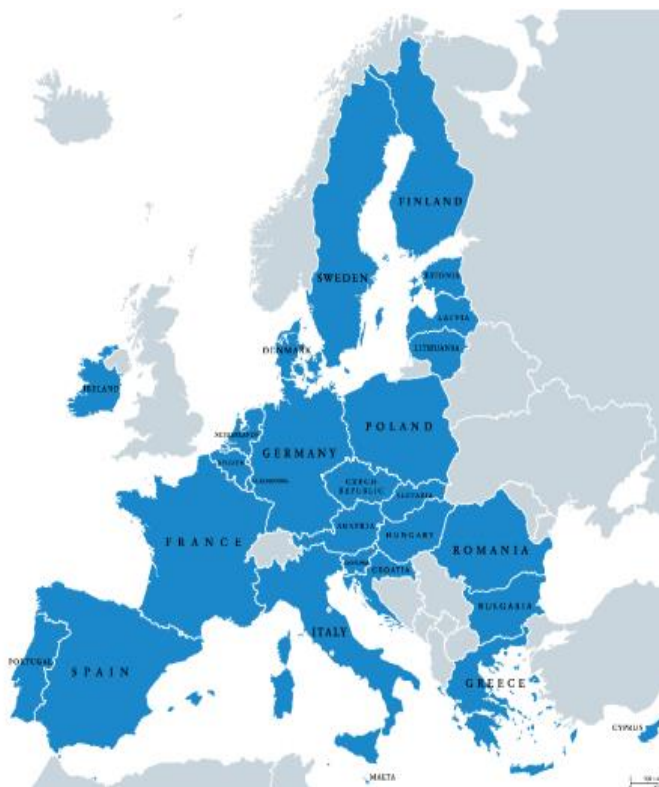 FINLAND
SWEDEN
ESTONIA
LATVIA
LITHUANIA
DENMARK
IRELAND
POLAND
GERMANY
CZECH
REPUBLIC
SLOVAKIA
AUSTRIA
HUNGARY
FRANCE
ROMANIA
CROATIA
BULGARIA
ITALY
PORTUGAL
SPAIN
GREECE
CYPRUS
MALTA